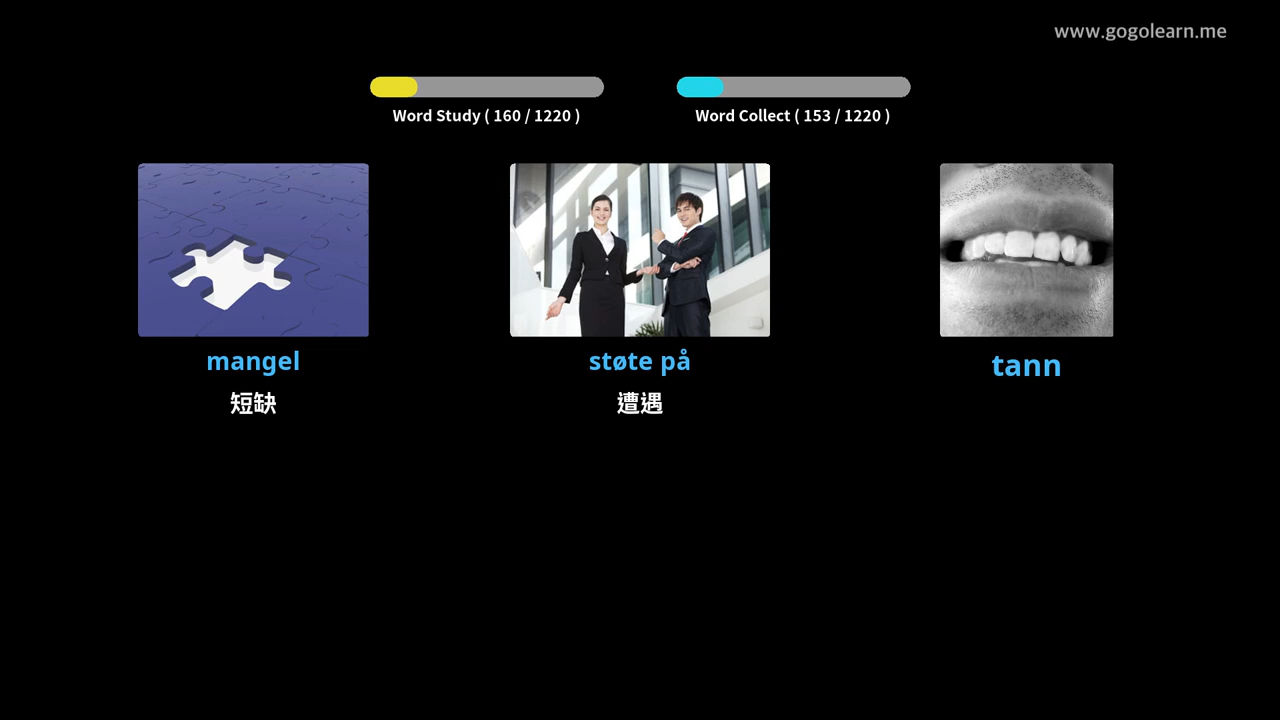 www.gogolearn.me
Word Study ( 160 / 1220 )
Word Collect ( 153 / 1220 )
mangel
støte på
tann
短缺
遭遇